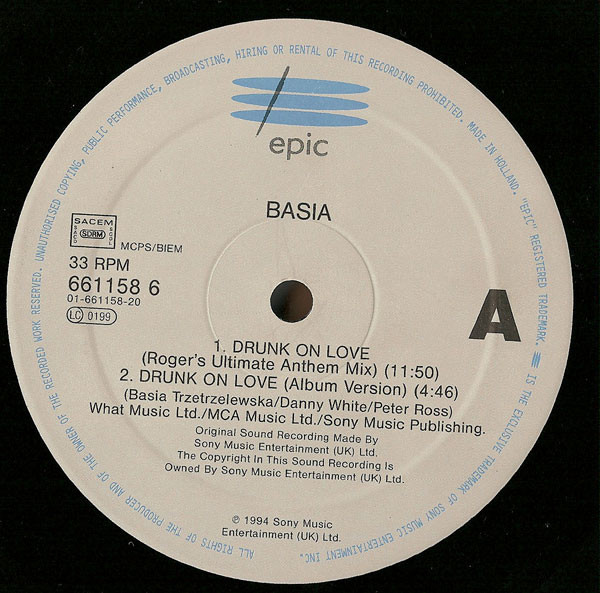 ALL RIGHTS OF THE PRODUCER AND OF THE OWNER OF THE RECORDED WORK RESERVED. UNAUTHORISED COPYING, PUBLIC PERFORMANCE, BROADCASTING, HIRING OR RENTAL OF THIS RECORDING PROHIBITED. MADE IN HOLLAND. "EPIC" REGISTERED TRADEMARK. IS THE EXCLUSIVE TRADEMARK OF SONY MUSIC ENTERTAINMENT INC.
epic
BASIA
SACEM
SACD SDRM SGDL
MCPS/BIEM
33 RPM
661158 6
01-661158-20
LC 0199
A
1. DRUNK ON LOVE
(Roger's Ultimate Anthem Mix) (11:50)
2. DRUNK ON LOVE (Album Version) (4:46)
(Basia Trzetrzelewska/Danny White/Peter Ross)
What Music Ltd./MCA Music Ltd./Sony Music Publishing.
Original Sound Recording Made By
Sony Music Entertainment (UK) Ltd.
The Copyright In This Sound Recording Is
Owned By Sony Music Entertainment (UK) Ltd.
℗ 1994 Sony Music
Entertainment (UK) Ltd.